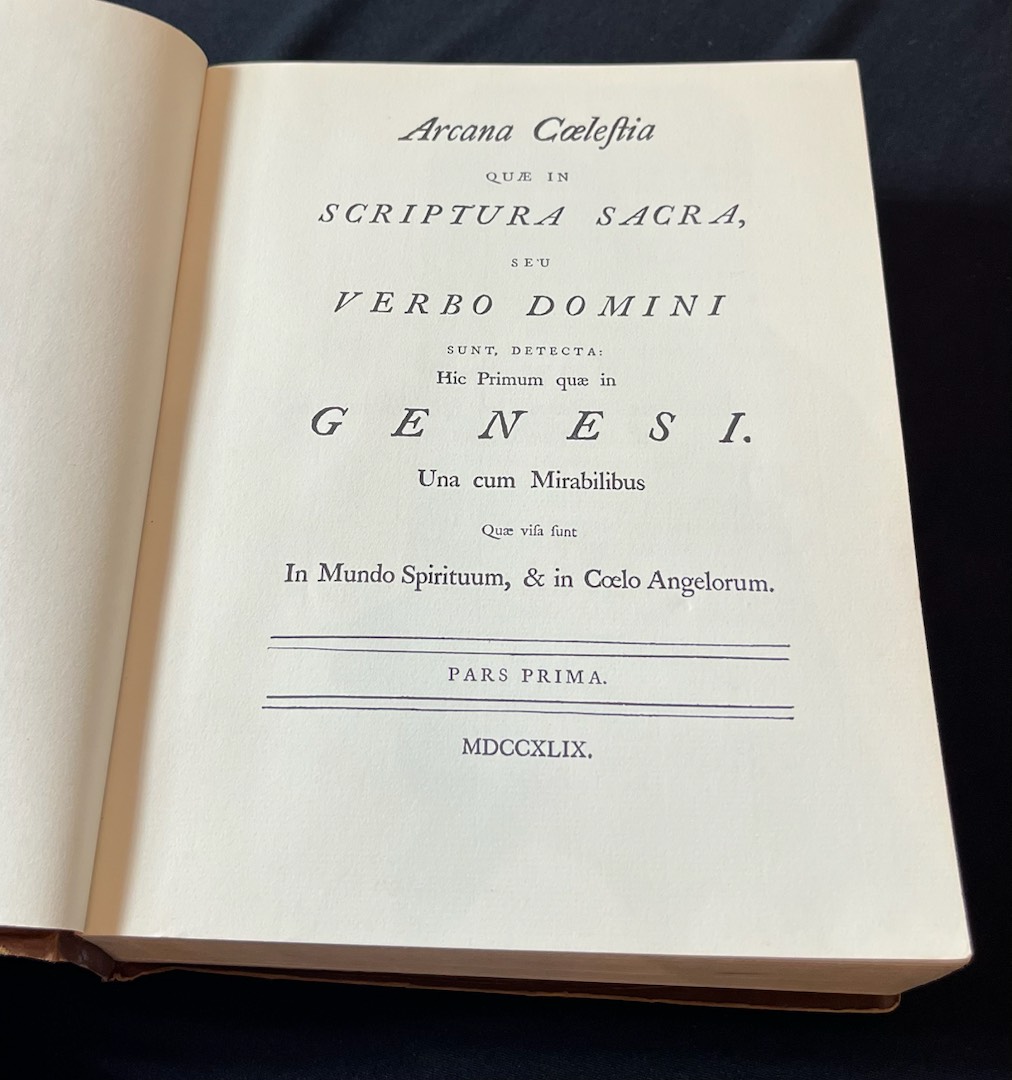 Arcana Cœleſtia
QUÆ IN
SCRIPTURA SACRA,
SEU
VERBO DOMINI
SUNT, DETECTA:
Hic Primum quæ in
GENESI.
Una cum Mirabilibus
Quæ viſa ſunt
In Mundo Spirituum, & in Cœlo Angelorum.
PARS PRIMA.
MDCCXLIX.